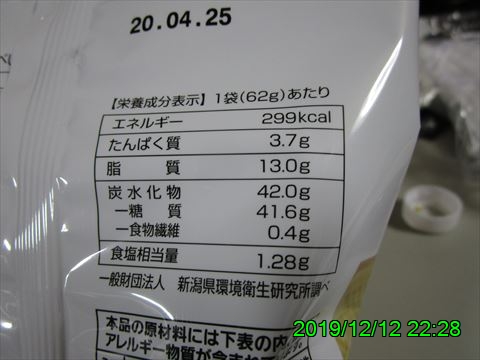 20.04.25
【栄養成分表示】1袋(62g)あたり
エネルギー 299kcal
たんぱく質 3.7g
脂質 13.0g
炭水化物 42.0g
ー糖質 41.6g
ー食物繊維 0.4g
食塩相当量 1.28g
一般財団法人 新潟県環境衛生研究所調べ
本品の原材料には下表の内、
アレルギー物質が含まれ
2019/12/12 22:28